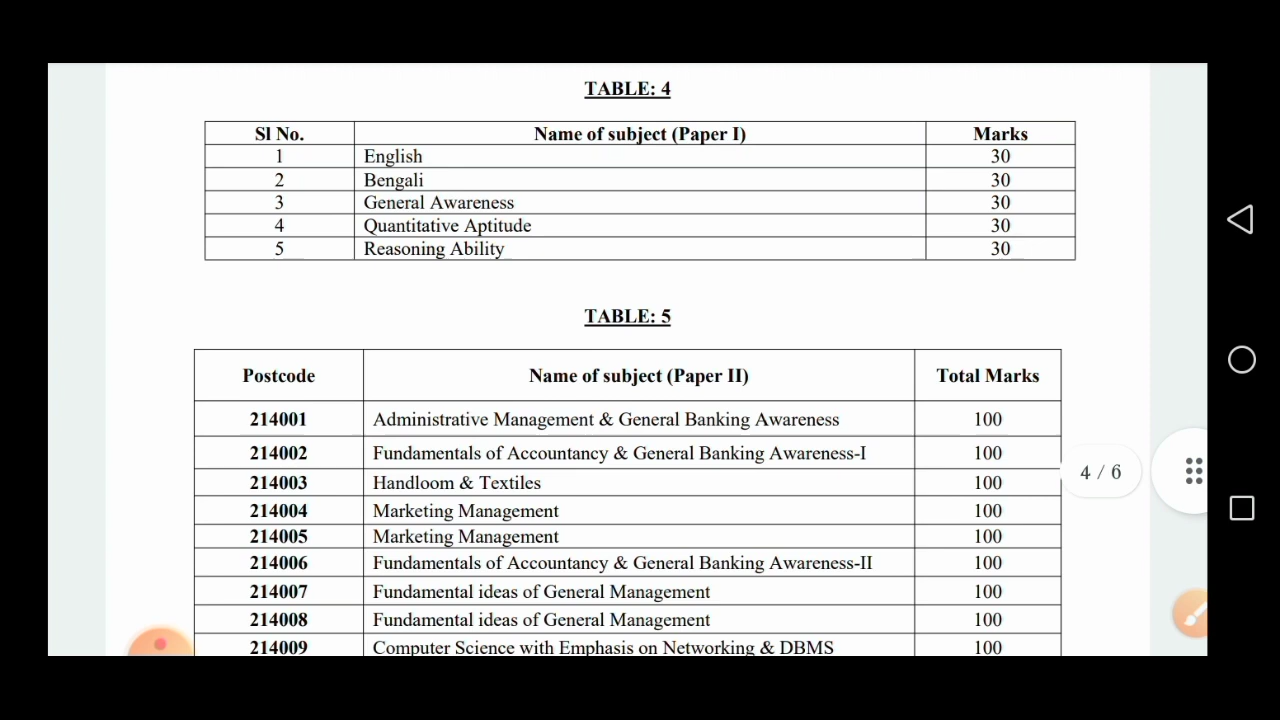 TABLE: 4
Sl No. Name of subject (Paper I) Marks
1 English 30
2 Bengali 30
3 General Awareness 30
4 Quantitative Aptitude 30
5 Reasoning Ability 30
TABLE: 5
Postcode Name of subject (Paper II) Total Marks
214001 Administrative Management & General Banking Awareness 100
214002 Fundamentals of Accountancy & General Banking Awareness-I 100
214003 Handloom & Textiles 100
4 / 6
214004 Marketing Management 100
214005 Marketing Management 100
214006 Fundamentals of Accountancy & General Banking Awareness-II 100
214007 Fundamental ideas of General Management 100
214008 Fundamental ideas of General Management 100
214009 Computer Science with Emphasis on Networking & DBMS 100